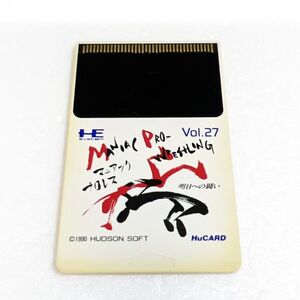 HE
Vol.27
MANIAC PRO-
WRESTLING
マニアック
プロレス
明日への闘い
©1990 HUDSON SOFT
HuCARD